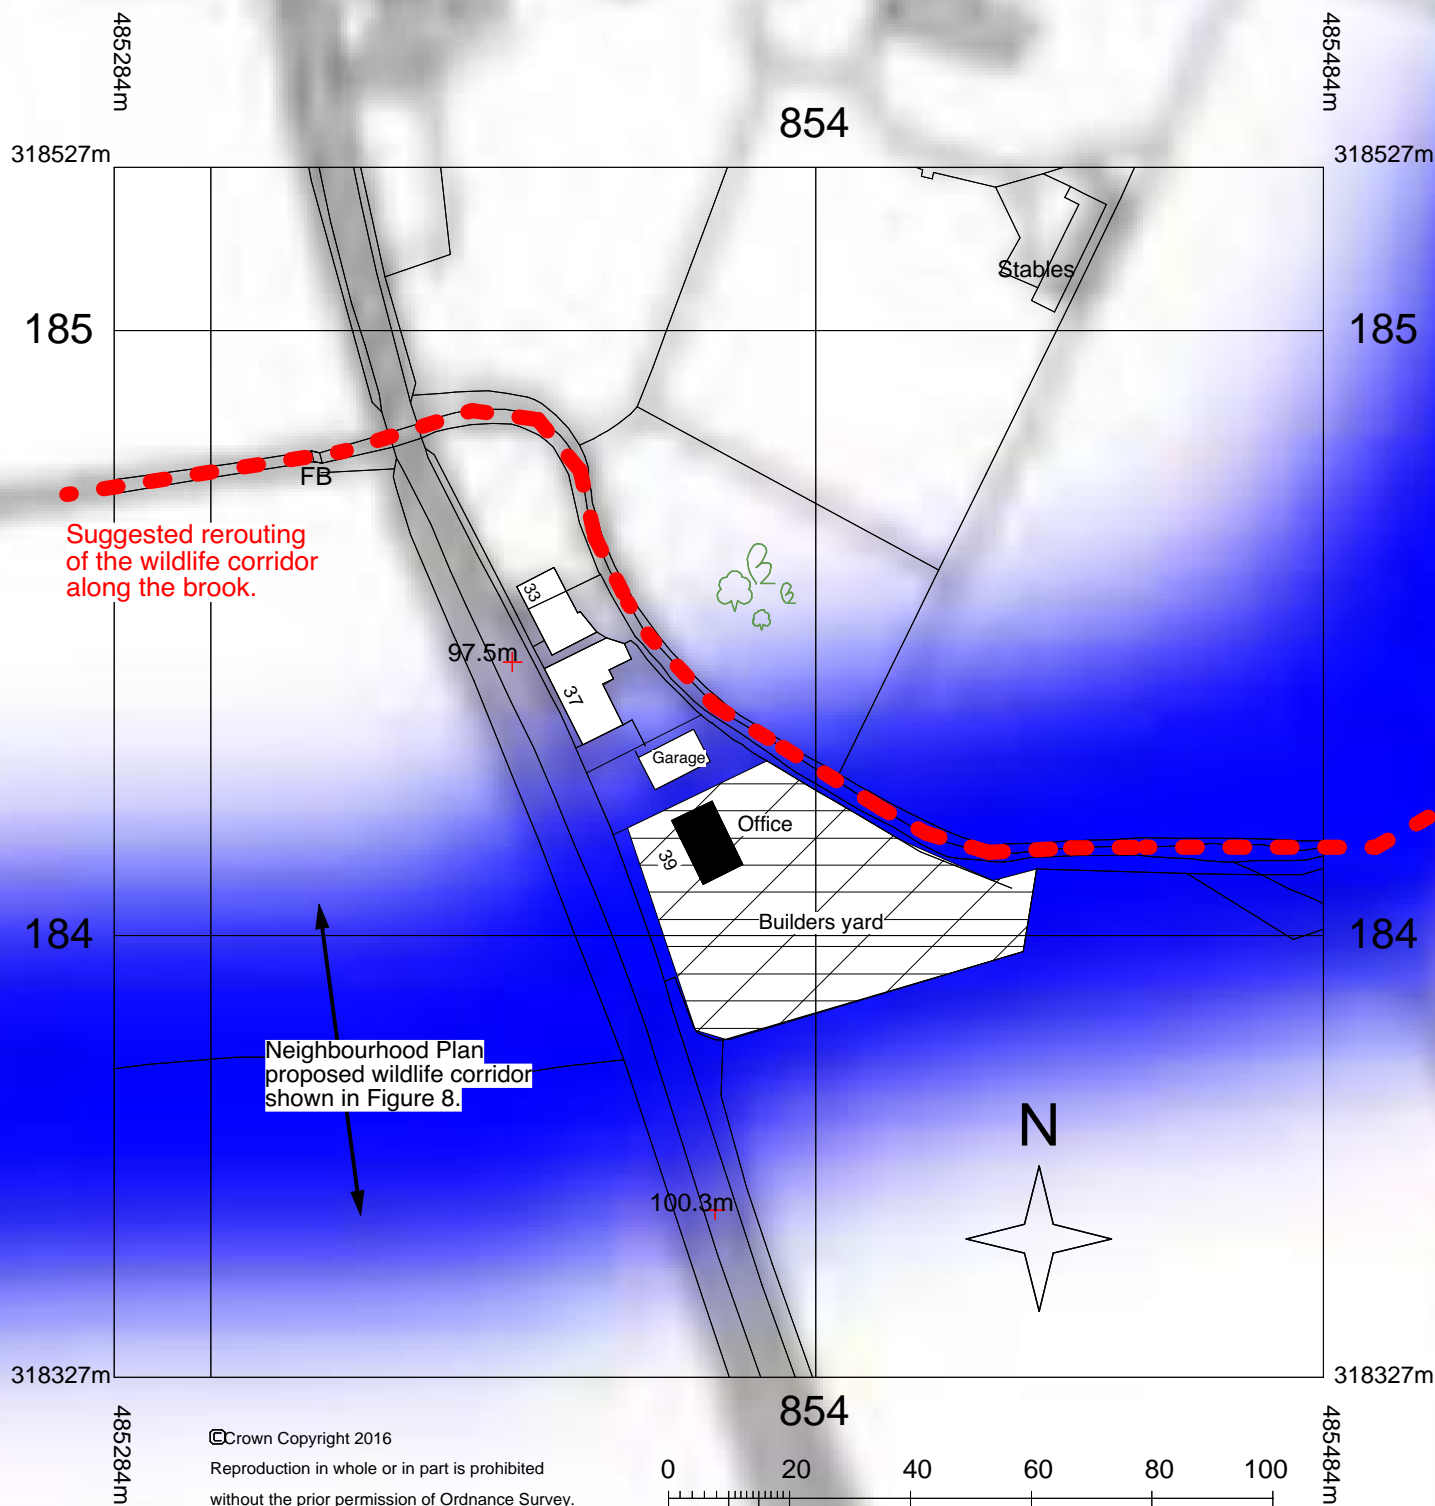 485284m
485484m
854
318527m
318527m
Stables
185
185
FB
Suggested rerouting
of the wildlife corridor
along the brook.
33
97.5m
37
Garage
Office
39
Builders yard
184
184
Neighbourhood Plan
proposed wildlife corridor
shown in Figure 8.
N
100.3m
318327m
318327m
854
485284m
485484m
©Crown Copyright 2016
Reproduction in whole or in part is prohibited
without the prior permission of Ordnance Survey.
0 20 40 60 80 100